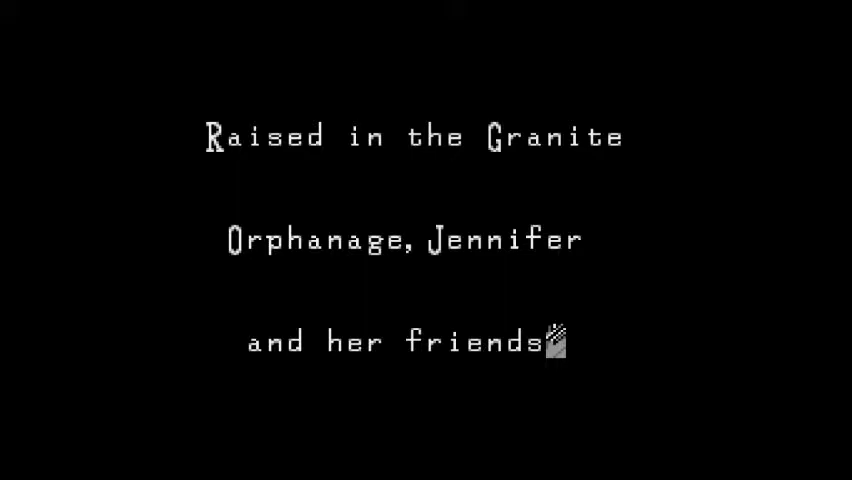 Raised in the Granite
Orphanage, Jennifer
and her friends